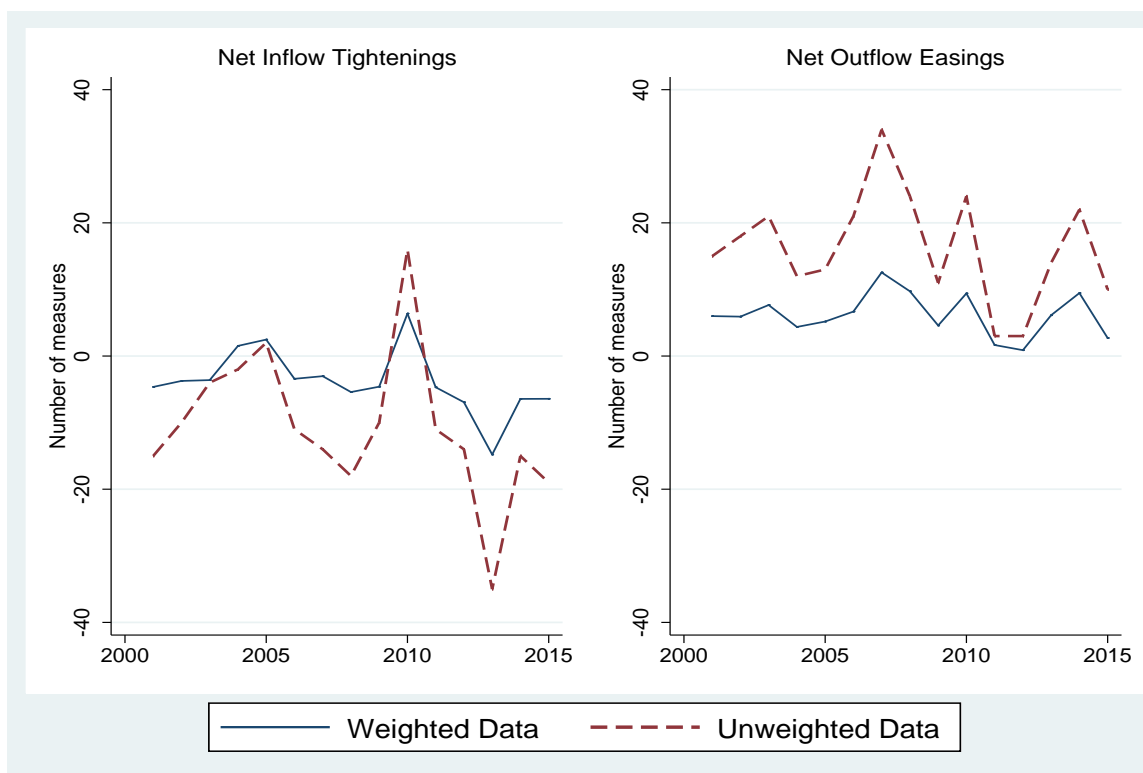 Net Inflow Tightenings
Number of measures
40
20
0
-20
-40
2000 2005 2010 2015
Net Outflow Easings
Number of measures
40
20
0
-20
-40
2000 2005 2010 2015
Weighted Data Unweighted Data